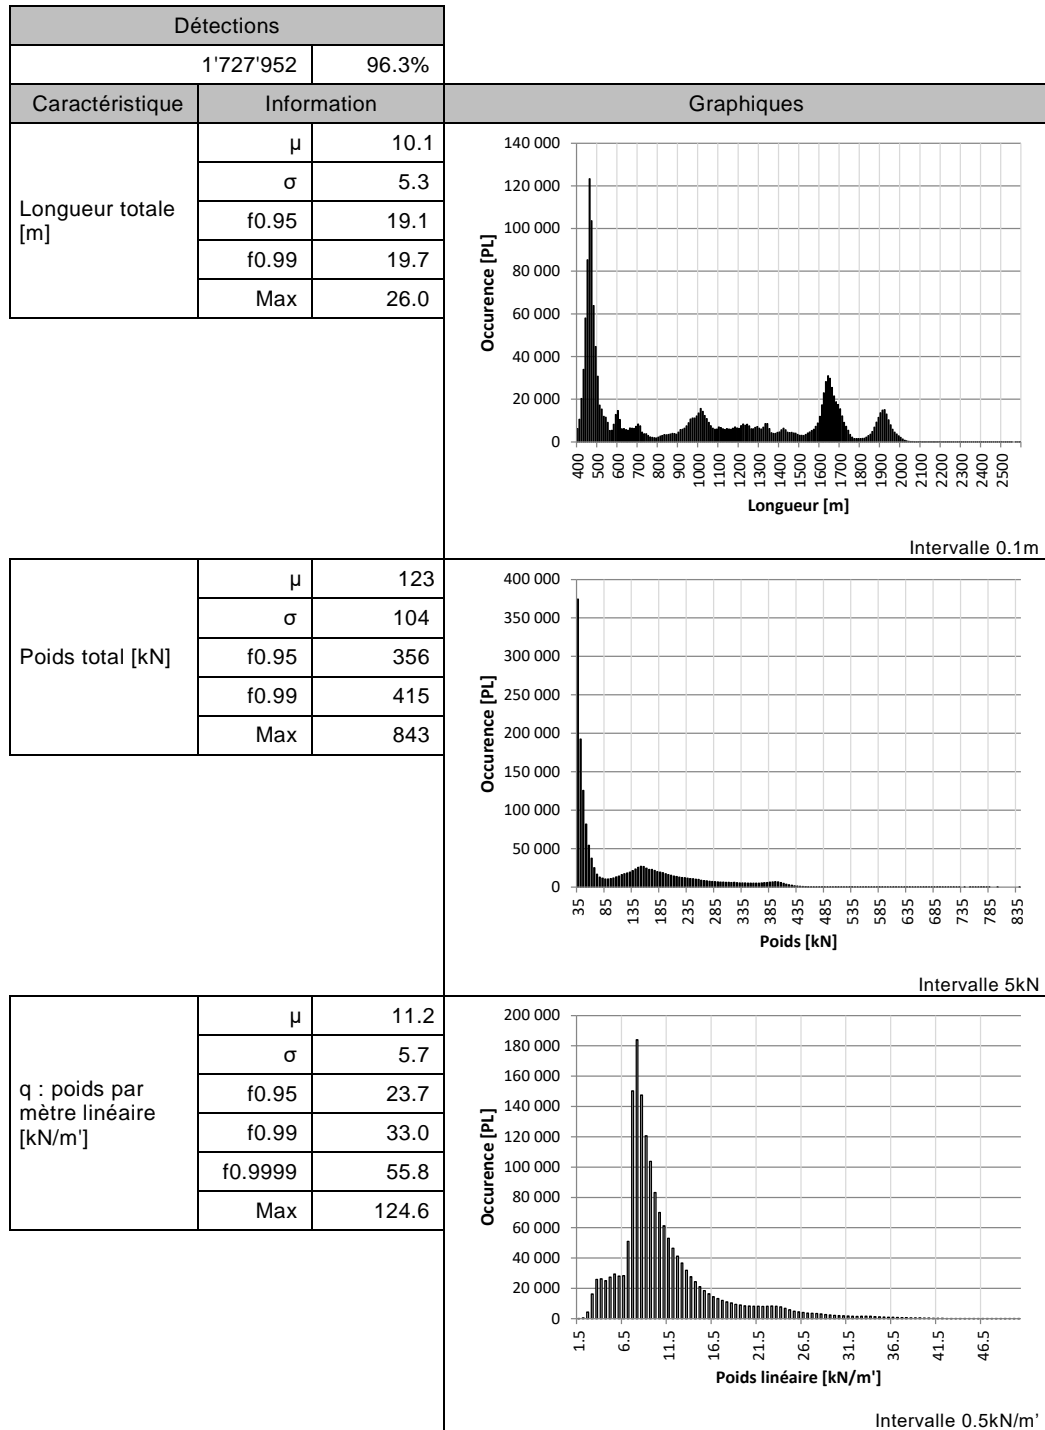 Détections
1'727'952 96.3%
Caractéristique Information Graphiques
Longueur totale
[m]
µ 10.1
σ 5.3
f0.95 19.1
f0.99 19.7
Max 26.0
140 000
120 000
100 000
80 000
60 000
40 000
20 000
0
Occurence [PL]
400 500 600 700 800 900 1000 1100 1200 1300 1400 1500 1600 1700 1800 1900 2000 2100 2200 2300 2400 2500
Longueur [m]
Intervalle 0.1m
Poids total [kN]
µ 123
σ 104
f0.95 356
f0.99 415
Max 843
400 000
350 000
300 000
250 000
200 000
150 000
100 000
50 000
0
Occurence [PL]
35 85 135 185 235 285 335 385 435 485 535 585 635 685 735 785 835
Poids [kN]
Intervalle 5kN
q : poids par
mètre linéaire
[kN/m']
µ 11.2
σ 5.7
f0.95 23.7
f0.99 33.0
f0.9999 55.8
Max 124.6
200 000
180 000
160 000
140 000
120 000
100 000
80 000
60 000
40 000
20 000
0
Occurence [PL]
1.5 6.5 11.5 16.5 21.5 26.5 31.5 36.5 41.5 46.5
Poids linéaire [kN/m']
Intervalle 0.5kN/m’